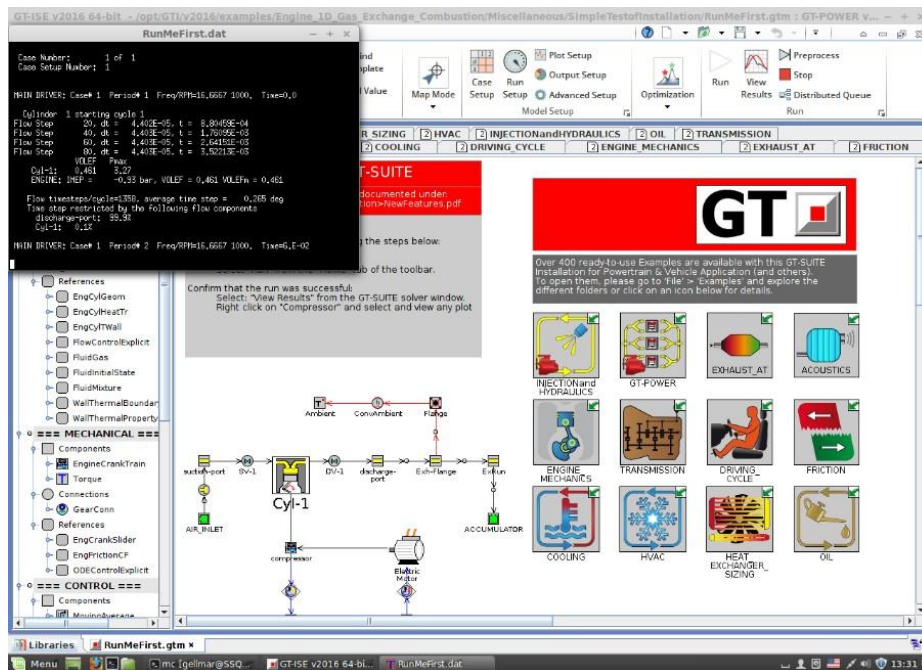 GT-ISE v2016 64-bit - /opt/GTI/v2016/examples/Engine_1D_Gas_Exchange_Combustion/Miscellaneous/SimpleTestofInstallation/RunMeFirst.gtm : GT-POWER v...
RunMeFirst.dat
Case Number: 1 of 1
Case Setup Number: 1
MAIN DRIVER: Case# 1 Period# 1 Freq/RPM=16.6667 1000. Time=0.0
Cylinder 1 starting cycle 1
Flow Step 20, dt = 4.402E-05, t = 8.80459E-04
Flow Step 40, dt = 4.403E-05, t = 1.76095E-03
Flow Step 60, dt = 4.402E-05, t = 2.64151E-03
Flow Step 80, dt = 4.403E-05, t = 3.52213E-03
VOLEF Pmax
Cyl-1: 0.461 3.27
ENGINE: IMEP = -0.93 bar, VOLEF = 0.461 VOLEFm = 0.461
Flow timesteps/cycle=1358, average time step = 0.265 deg
Time step restricted by the following flow components
discharge-port: 99.9%
Cyl-1: 0.1%
MAIN DRIVER: Case# 1 Period# 2 Freq/RPM=16.6667 1000. Time=6.E-02
ind
mplate
l Value
Map Mode
Case Setup
Run Setup
Plot Setup
Output Setup
Advanced Setup
Model Setup
Optimization
Run
View Results
Preprocess
Stop
Distributed Queue
Run
R_SIZING
[2] HVAC
[2] INJECTIONandHYDRAULICS
[2] OIL
[2] TRANSMISSION
[2] COOLING
[2] DRIVING_CYCLE
[2] ENGINE_MECHANICS
[2] EXHAUST_AT
[2] FRICTION
T-SUITE
documented under:
tion>NewFeatures.pdf
g the steps below:
tab of the toolbar.
Confirm that the run was successful:
Select: "View Results" from the GT-SUITE solver window.
Right click on "Compressor" and select and view any plot
GT
Over 400 ready-to-use Examples are available with this GT-SUITE
Installation for Powertrain & Vehicle Application (and others).
To open them, please go to 'File' > 'Examples' and explore the
different folders or click on an icon below for details.
References
EngCylGeom
EngCylHeatTr
EngCylTWall
FlowControlExplicit
FluidGas
FluidInitialState
FluidMixture
WallThermalBoundar
WallThermalProperty
=== MECHANICAL ===
Components
EngineCrankTrain
Torque
Connections
GearConn
References
EngCrankSlider
EngFrictionCF
ODEControlExplicit
=== CONTROL ===
Components
MovingAverage
Ambient
ConvAmbient
Flange
suction-port
SV-1
Cyl-1
DV-1
discharge-port
Exh-Flange
ExRun
AIR_INLET
ACCUMULATOR
compressor
Electric
Motor
INJECTIONand
HYDRAULICS
GT-POWER
EXHAUST_AT
ACOUSTICS
ENGINE
MECHANICS
TRANSMISSION
DRIVING_
CYCLE
FRICTION
COOLING
HVAC
HEAT
EXCHANGER_
SIZING
OIL
Libraries
RunMeFirst.gtm ×
Menu
mc [gellmar@SSQ...
GT-ISE v2016 64-bi...
RunMeFirst.dat
13:31